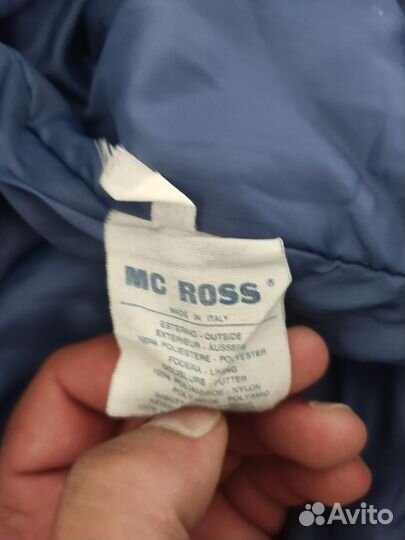 MC ROSS®
MADE IN ITALY
ESTERNO - OUTSIDE
EXTERIEUR - ÄUSSERE
100% POLIESTERE - POLYESTER
FODERA - LINING
DOUBLURE - FUTTER
100% POLIAMMIDE - NYLON
POLYAMIDE - POLYAMID
Avito